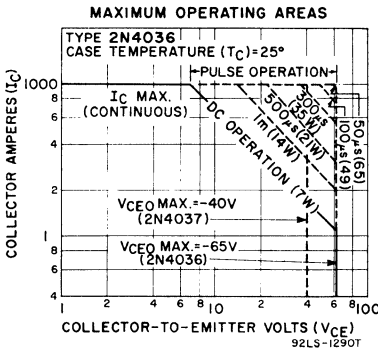 MAXIMUM OPERATING AREAS
TYPE 2N4036
CASE TEMPERATURE (TC)=25°
PULSE OPERATION
IC MAX.
(CONTINUOUS)
DC OPERATION (7W)
1m (14W)
500µs (21W)
300µs
(35W)
50µs(65)
100µs(49)
VCEO MAX.=-40V
(2N4037)
VCEO MAX.=-65V
(2N4036)
COLLECTOR AMPERES (IC)
1000
8
6
4
2
1
8
6
4
1
2
4
6
8
10
2
4
6
8
100
COLLECTOR-TO-EMITTER VOLTS (VCE)
92LS-1290T